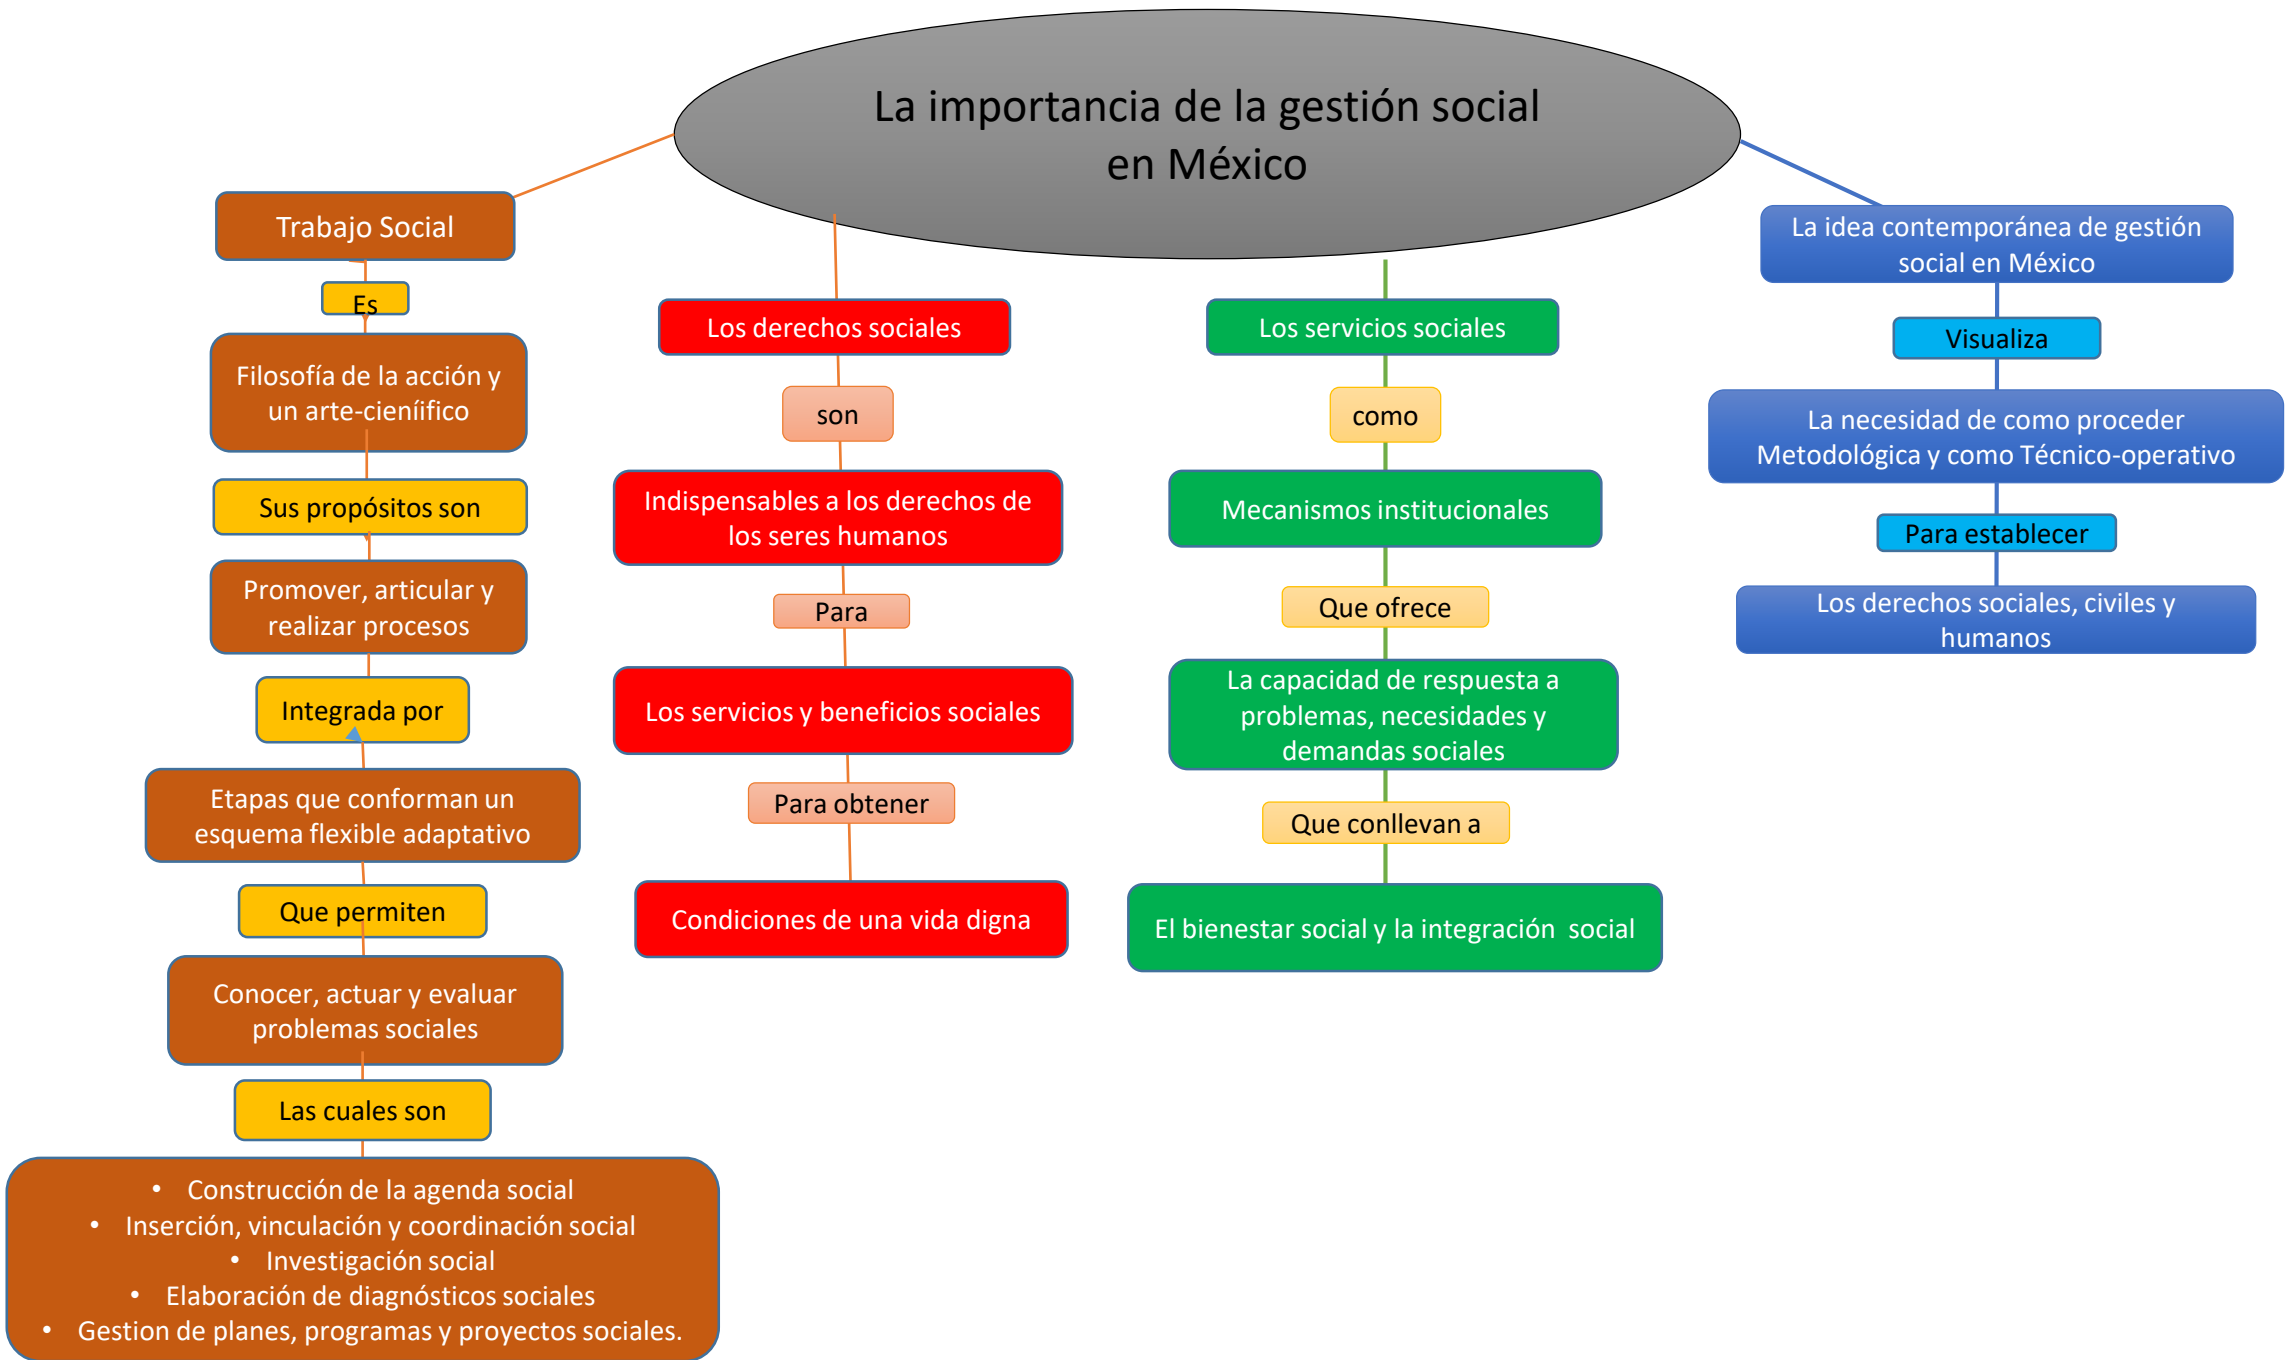 La importancia de la gestión social
en México
Trabajo Social
Es
Filosofía de la acción y
un arte-cieníifico
Sus propósitos son
Promover, articular y
realizar procesos
Integrada por
Etapas que conforman un
esquema flexible adaptativo
Que permiten
Conocer, actuar y evaluar
problemas sociales
Las cuales son
• Construcción de la agenda social
• Inserción, vinculación y coordinación social
• Investigación social
• Elaboración de diagnósticos sociales
• Gestion de planes, programas y proyectos sociales.
Los derechos sociales
son
Indispensables a los derechos de
los seres humanos
Para
Los servicios y beneficios sociales
Para obtener
Condiciones de una vida digna
Los servicios sociales
como
Mecanismos institucionales
Que ofrece
La capacidad de respuesta a
problemas, necesidades y
demandas sociales
Que conllevan a
El bienestar social y la integración social
La idea contemporánea de gestión
social en México
Visualiza
La necesidad de como proceder
Metodológica y como Técnico-operativo
Para establecer
Los derechos sociales, civiles y
humanos